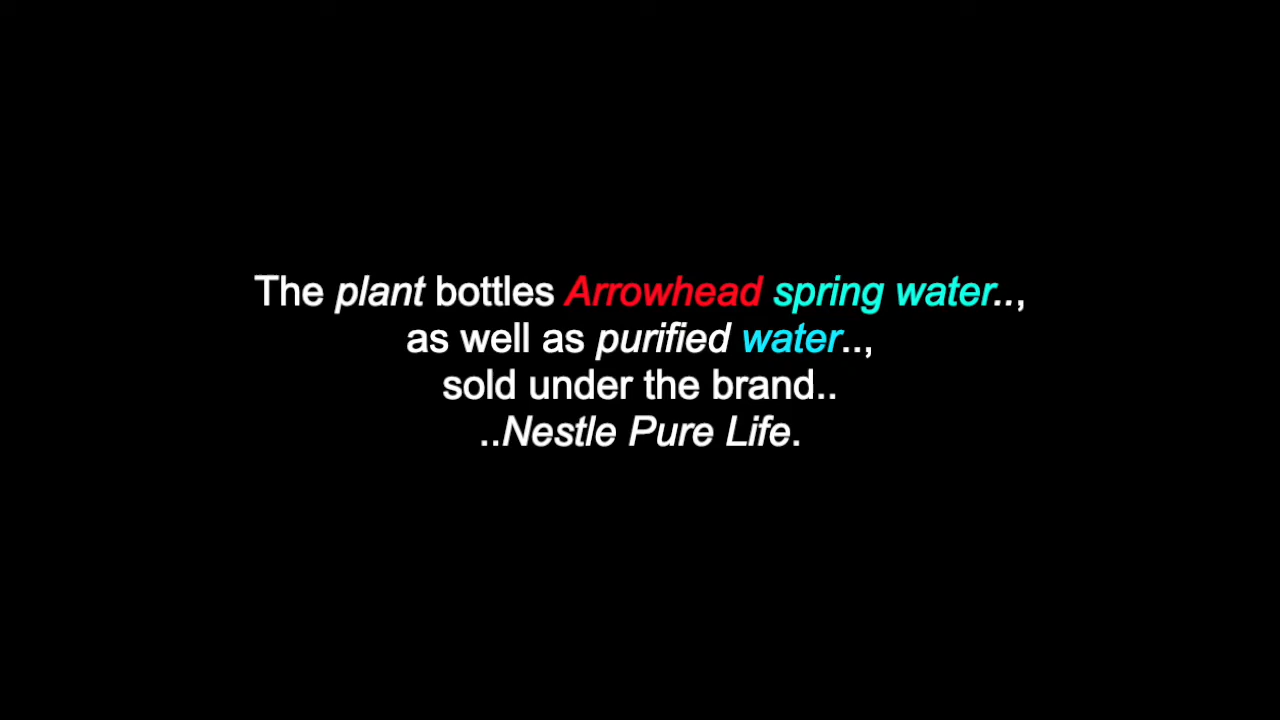 The plant bottles Arrowhead spring water..,
as well as purified water..,
sold under the brand..
..Nestle Pure Life.